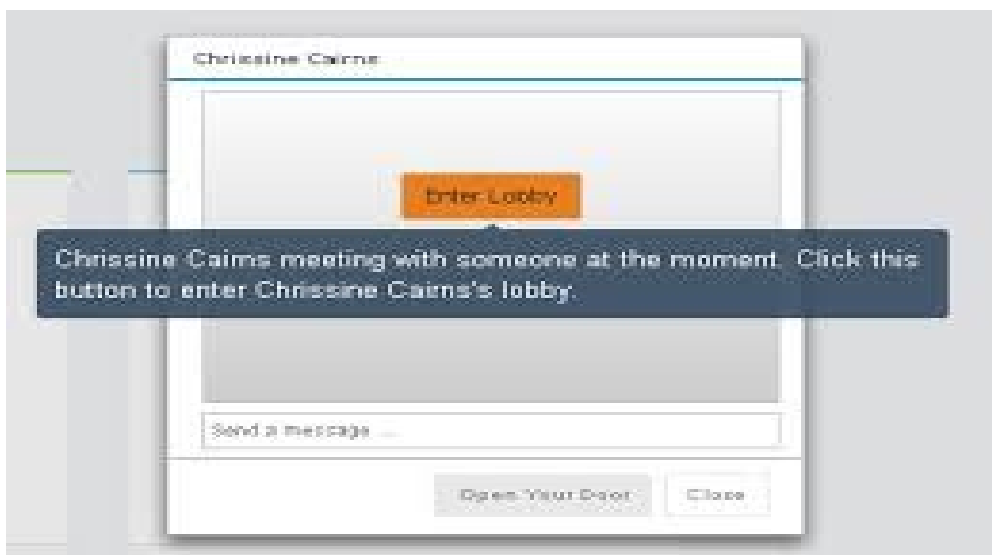 Chrissine Cairns
Enter Lobby
Chrissine Cairns meeting with someone at the moment. Click this
button to enter Chrissine Cairns's lobby.
Send a message ...
Open Your Door
Close